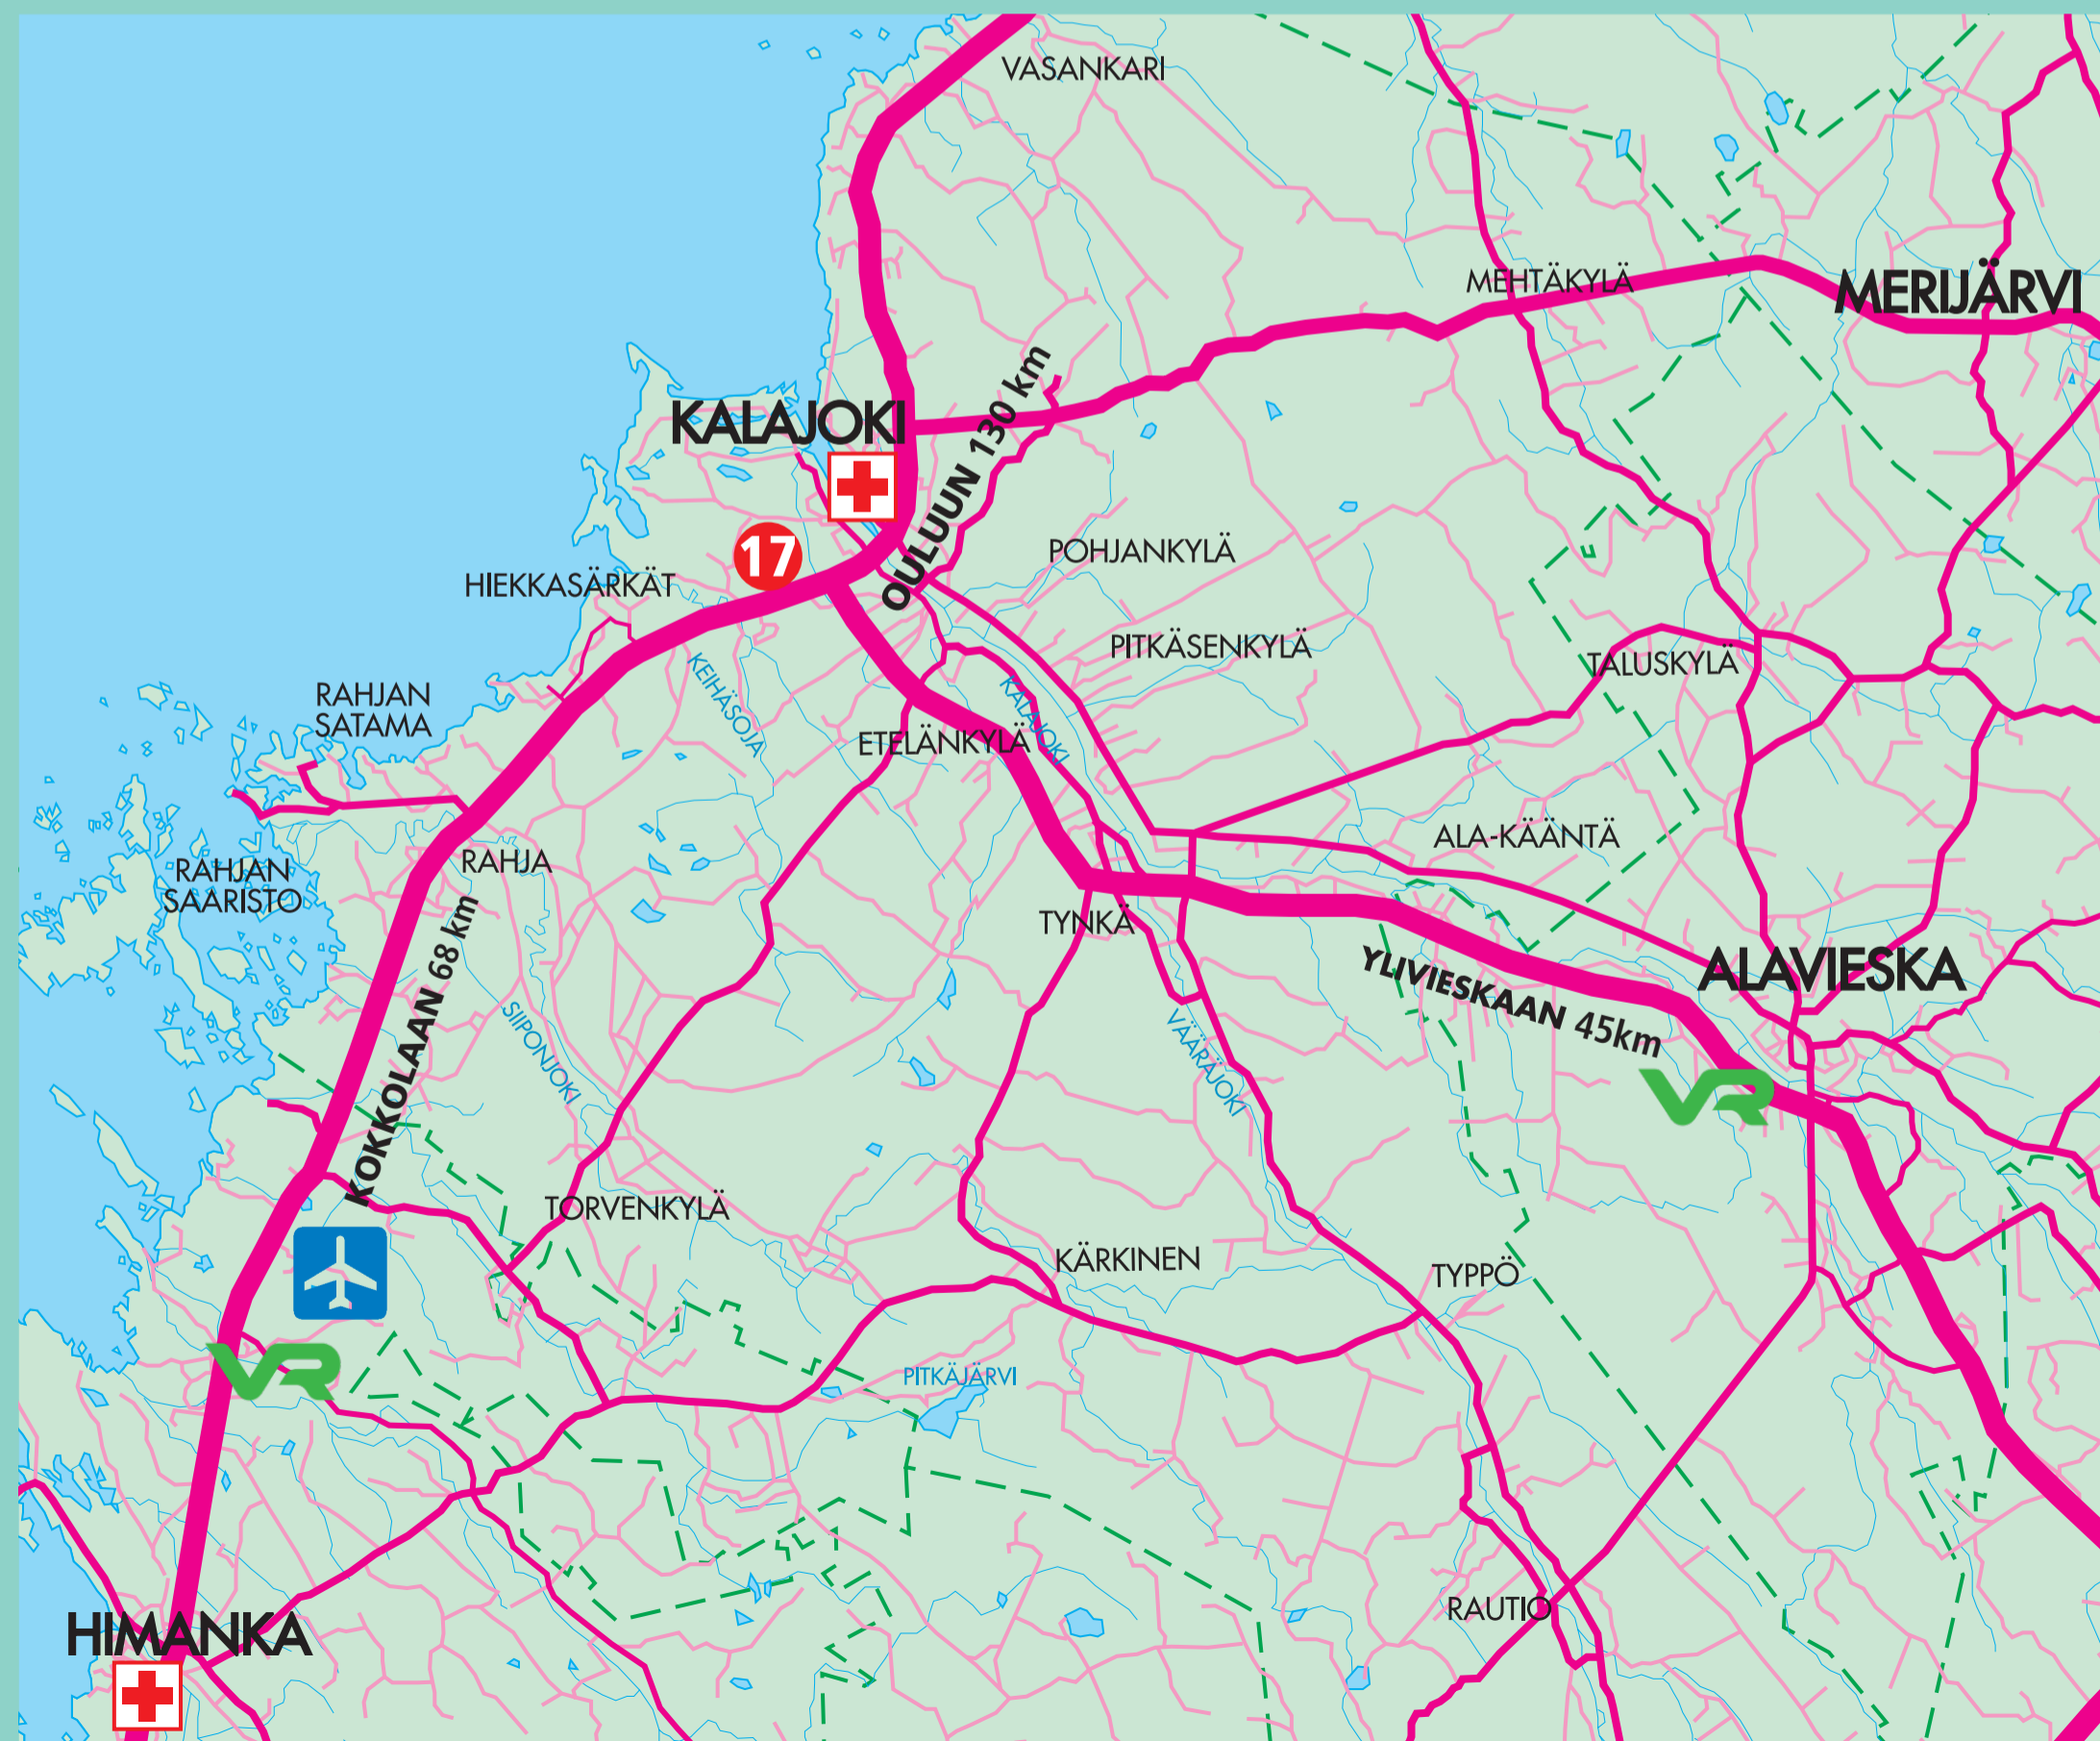 VASANKARI
MEHTÄKYLÄ
MERIJÄRVI
KALAJOKI
OULUUN 130 km
17
POHJANKYLÄ
HIEKKASÄRKÄT
PITKÄSENKYLÄ
TALUSKYLÄ
KEIHÄSOJA
KALAJOKI
RAHJAN
SATAMA
ETELÄNKYLÄ
ALA-KÄÄNTÄ
RAHJA
RAHJAN
SAARISTO
TYNKÄ
KOKKOLAAN 68 km
YLIVIESKAAN 45km
ALAVIESKA
SIIPONJOKI
VÄÄRÄJOKI
VR
TORVENKYLÄ
KÄRKINEN
TYPPÖ
VR
PITKÄJÄRVI
RAUTIO
HIMANKA